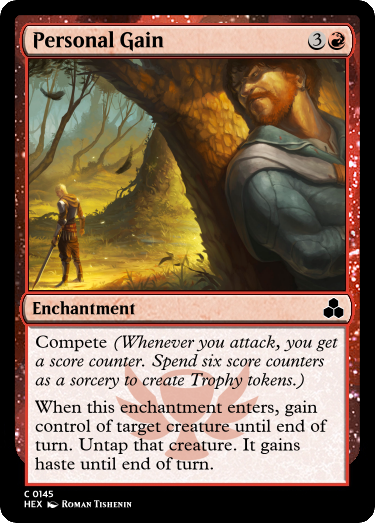 Personal Gain 3
Enchantment
Compete (Whenever you attack, you get
a score counter. Spend six score counters
as a sorcery to create Trophy tokens.)
When this enchantment enters, gain
control of target creature until end of
turn. Untap that creature. It gains
haste until end of turn.
C 0145
HEX Roman Tishenin